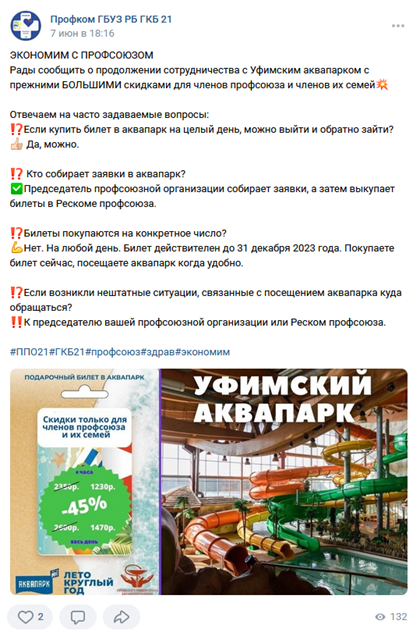 Профком ГБУЗ РБ ГКБ 21
7 июн в 18:16
ЭКОНОМИМ С ПРОФСОЮЗОМ
Рады сообщить о продолжении сотрудничества с Уфимским аквапарком с
прежними БОЛЬШИМИ скидками для членов профсоюза и членов их семей💥
Отвечаем на часто задаваемые вопросы:
⁉Если купить билет в аквапарк на целый день, можно выйти и обратно зайти?
👍🏻 Да, можно.
⁉ Кто собирает заявки в аквапарк?
✅Председатель профсоюзной организации собирает заявки, а затем выкупает
билеты в Рескоме профсоюза.
⁉Билеты покупаются на конкретное число?
💪Нет. На любой день. Билет действителен до 31 декабря 2023 года. Покупаете
билет сейчас, посещаете аквапарк когда удобно.
⁉Если возникли нештатные ситуации, связанные с посещением аквапарка куда
обращаться?
‼К председателю вашей профсоюзной организации или Реском профсоюза.
#ППО21#ГКБ21#профсоюз#здрав#экономим
ПОДАРОЧНЫЙ БИЛЕТ В АКВАПАРК
Скидки только для
членов профсоюза
и их семей
4 часа
1230р.
-45%
1470р.
весь день
АКВАПАРК
ЛЕТО
КРУГЛЫЙ
ГОД
УФИМСКИЙ
АКВАПАРК
2
132